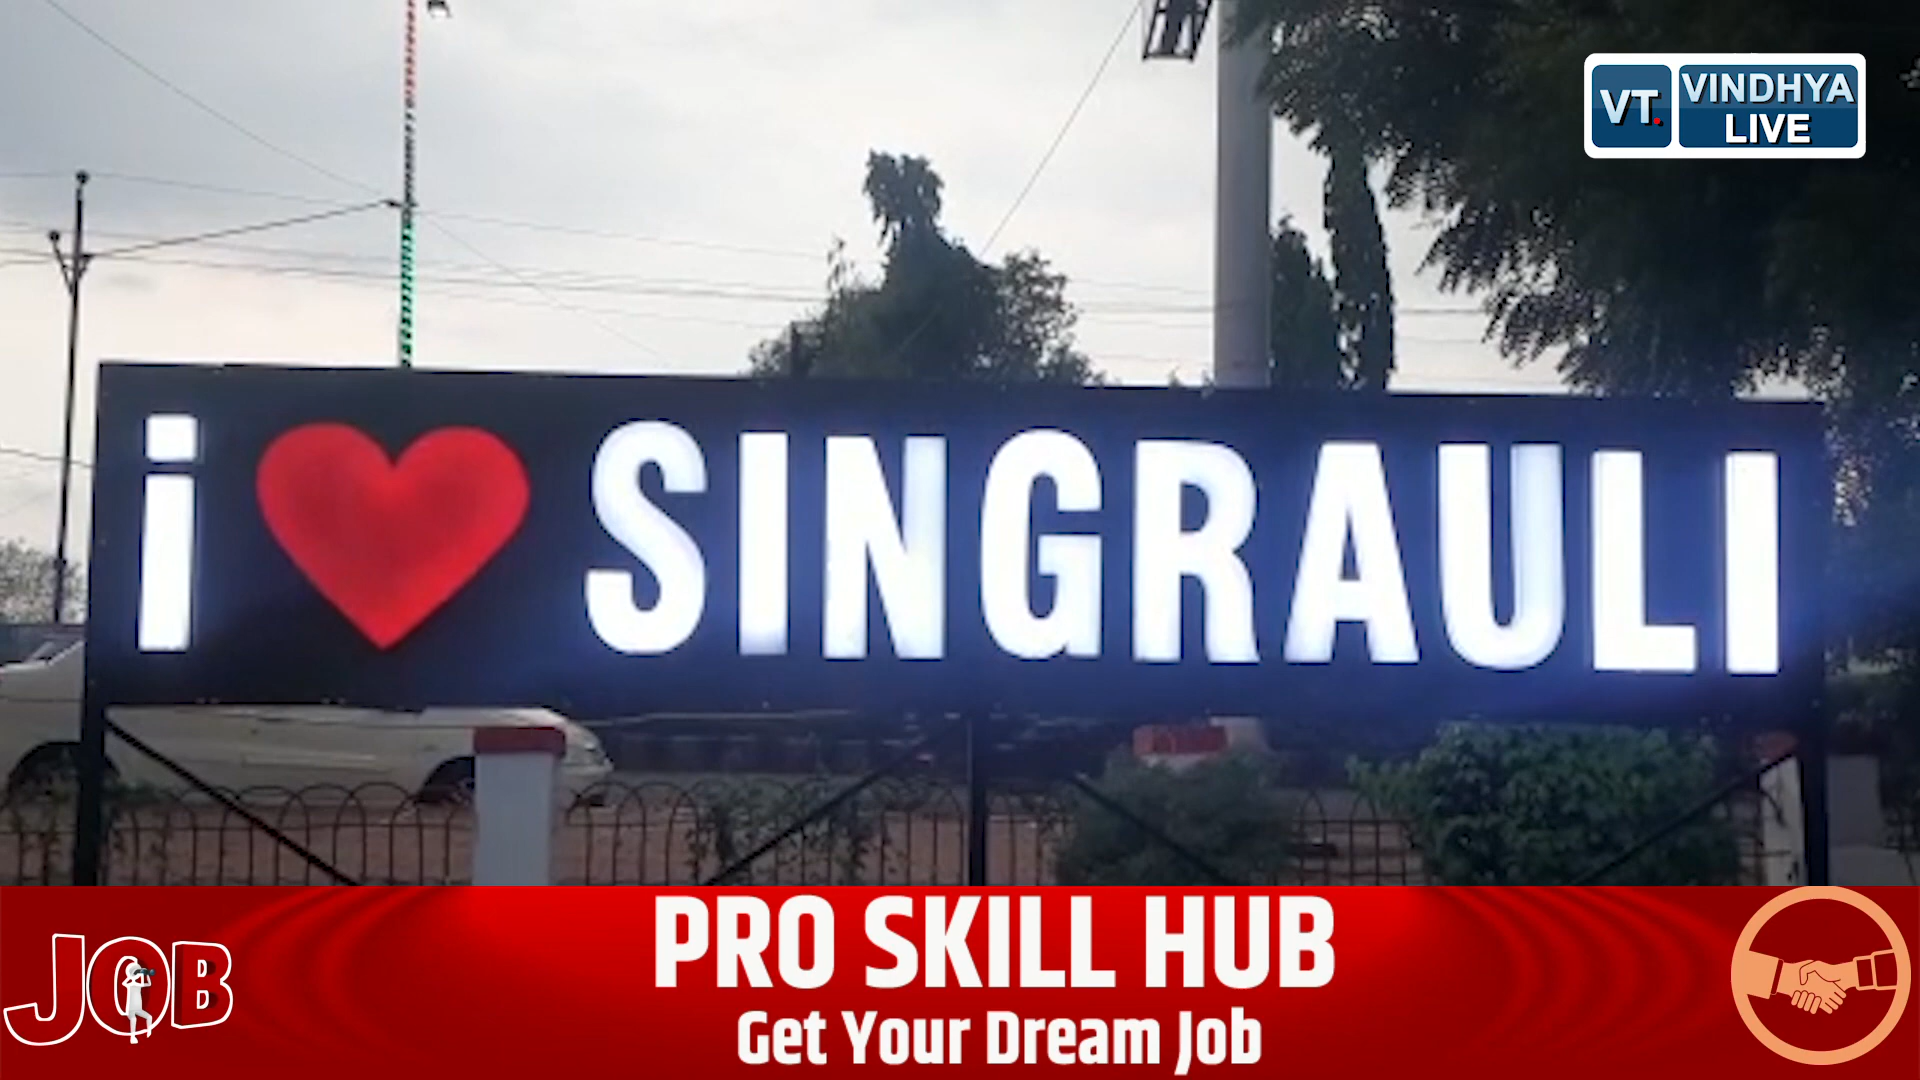 VT. VINDHYA
LIVE
i ❤ SINGRAULI
JOB
PRO SKILL HUB
Get Your Dream Job